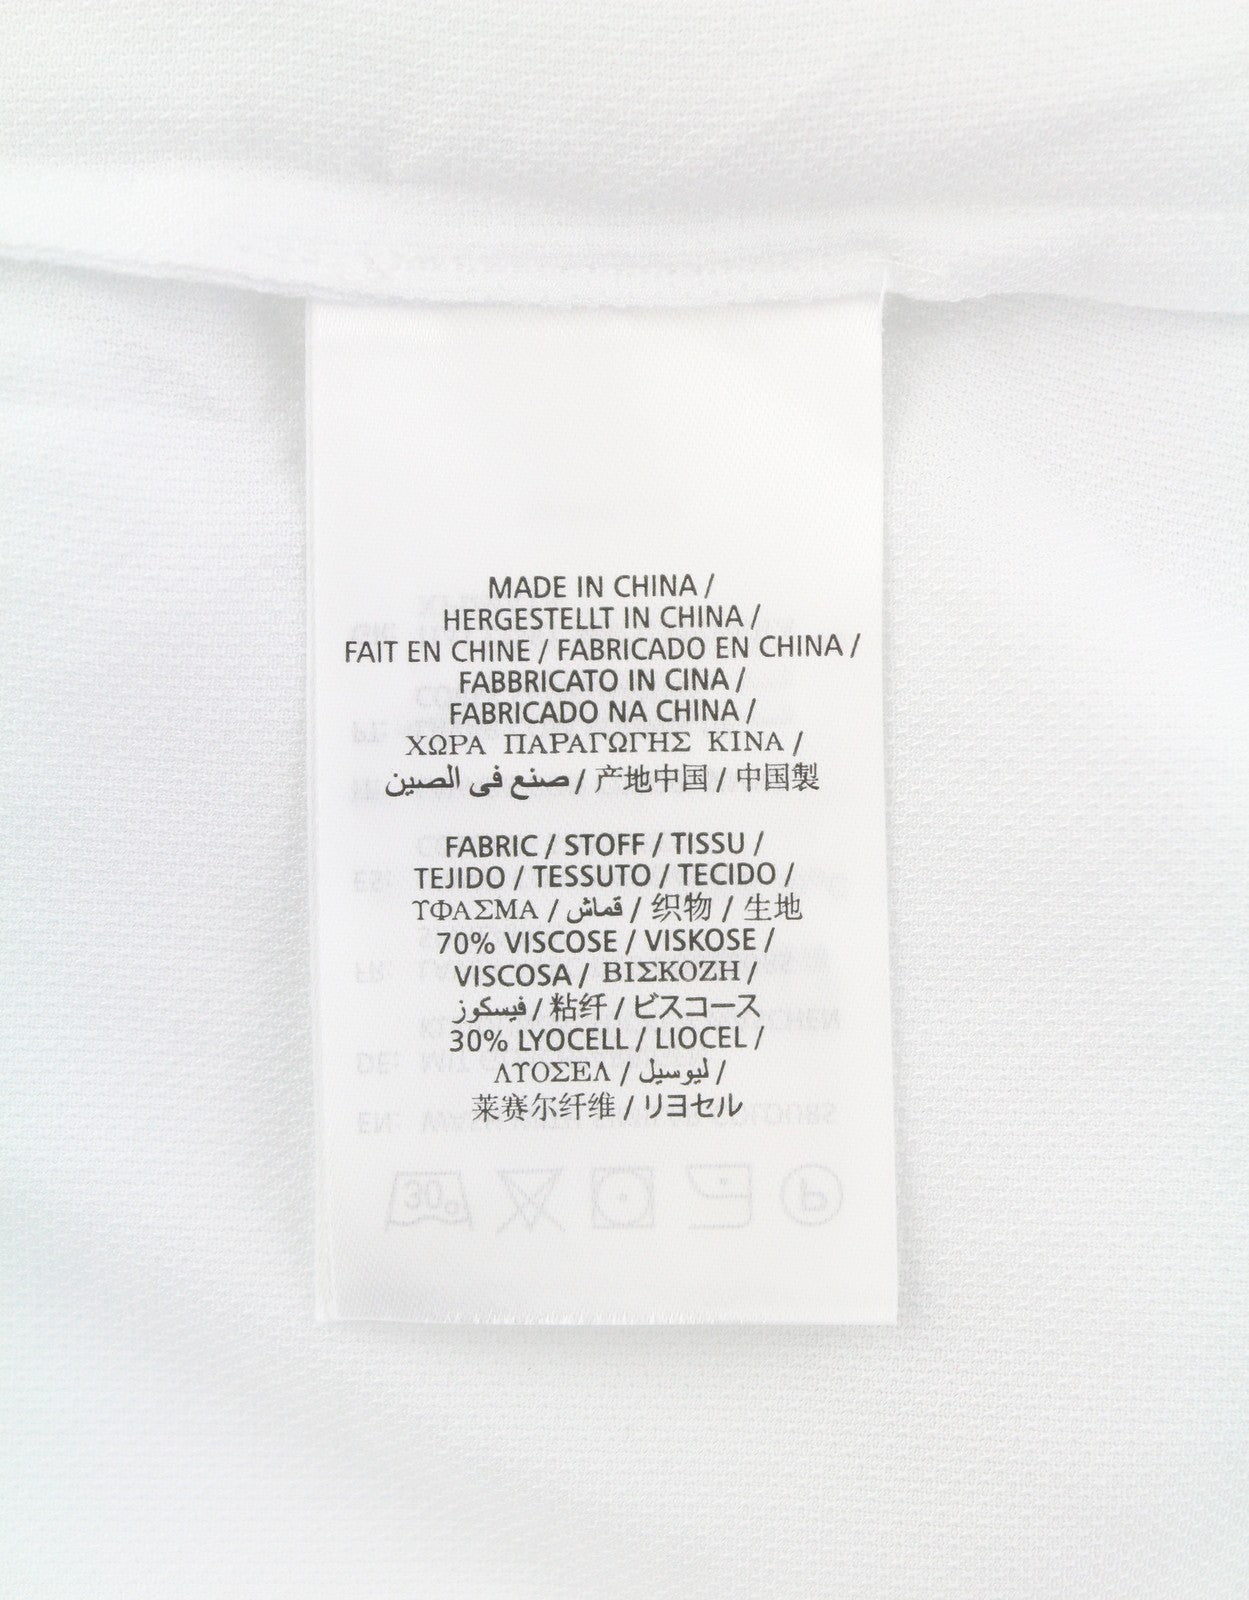 MADE IN CHINA /
HERGESTELLT IN CHINA /
FAIT EN CHINE / FABRICADO EN CHINA /
FABBRICATO IN CINA /
FABRICADO NA CHINA /
ΧΩΡΑ ΠΑΡΑΓΩΓΗΣ ΚΙΝΑ /
صنع في الصين / 产地中国 / 中国製
FABRIC / STOFF / TISSU /
TEJIDO / TESSUTO / TECIDO /
ΥΦΑΣΜΑ / قماش / 织物 / 生地
70% VISCOSE / VISKOSE /
VISCOSA / ΒΙΣΚΟΖΗ /
فيسكوز / 粘纤 / ビスコース
30% LYOCELL / LIOCEL /
ΛΥΟΣΕΛ / ليوسيل /
莱赛尔纤维 / リヨセル